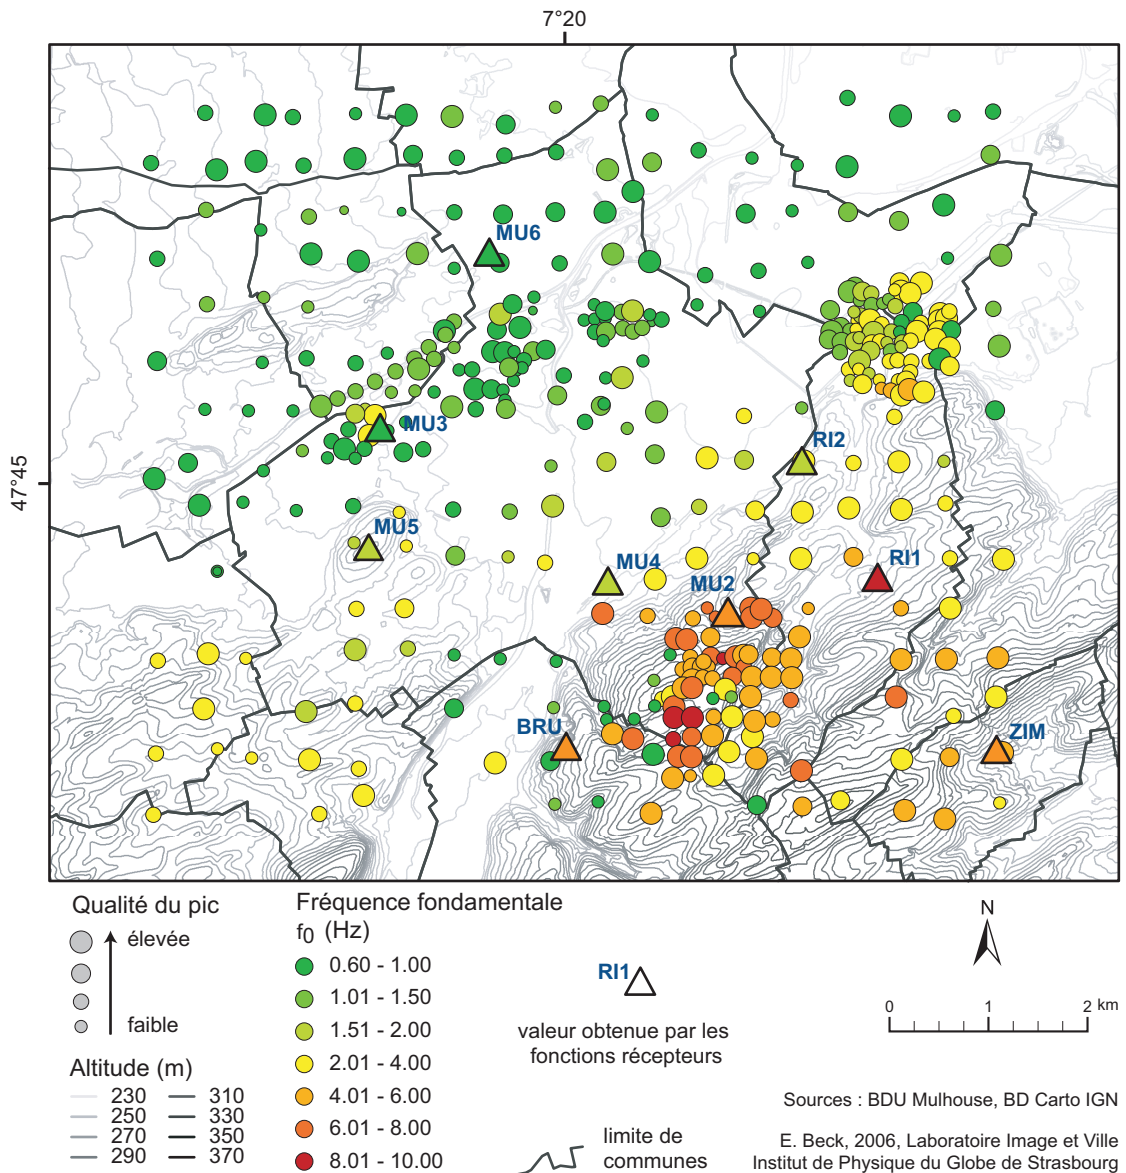 7°20
47°45
MU6
MU3
RI2
MU5
MU4
MU2
RI1
BRU
ZIM
Qualité du pic
élevée
faible
Altitude (m)
230
250
270
290
310
330
350
370
Fréquence fondamentale
f0 (Hz)
0.60 - 1.00
1.01 - 1.50
1.51 - 2.00
2.01 - 4.00
4.01 - 6.00
6.01 - 8.00
8.01 - 10.00
RI1
valeur obtenue par les
fonctions récepteurs
limite de
communes
N
0 1 2 km
Sources : BDU Mulhouse, BD Carto IGN
E. Beck, 2006, Laboratoire Image et Ville
Institut de Physique du Globe de Strasbourg